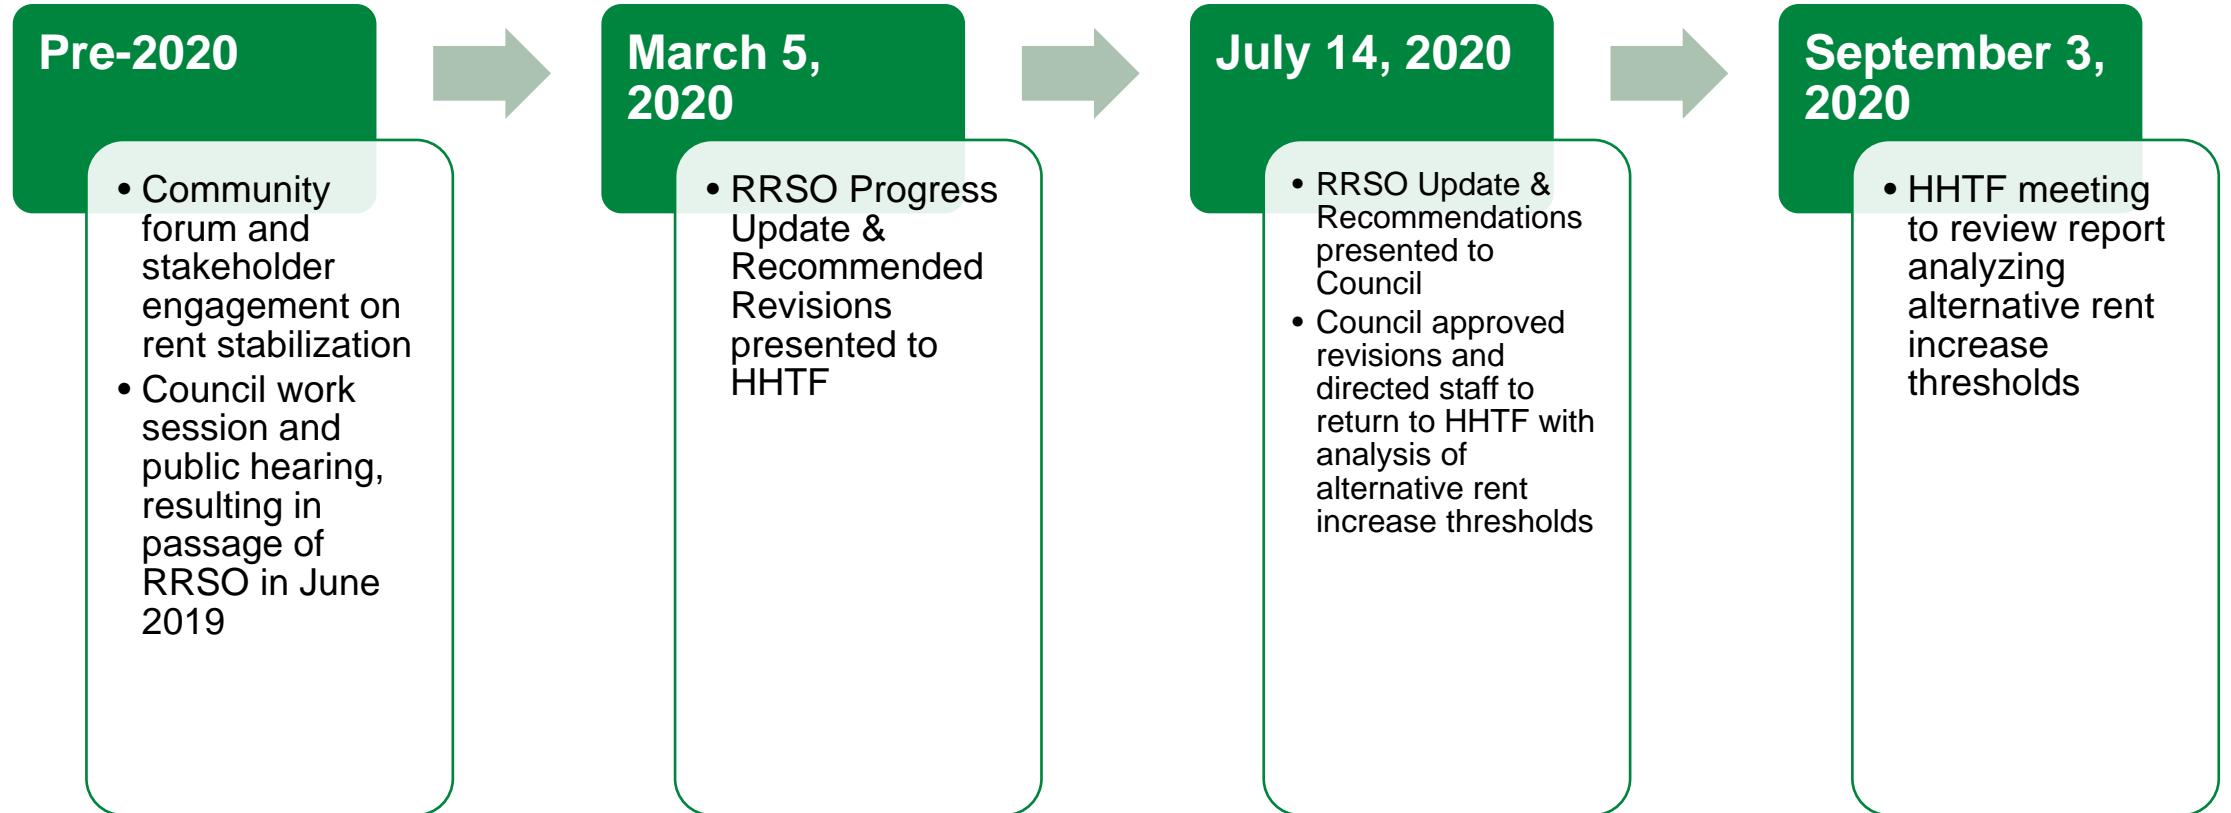 Pre-2020
• Community
forum and
stakeholder
engagement on
rent stabilization
• Council work
session and
public hearing,
resulting in
passage of
RRSO in June
2019
March 5,
2020
• RRSO Progress
Update &
Recommended
Revisions
presented to
HHTF
July 14, 2020
• RRSO Update &
Recommendations
presented to
Council
• Council approved
revisions and
directed staff to
return to HHTF with
analysis of
alternative rent
increase thresholds
September 3,
2020
• HHTF meeting
to review report
analyzing
alternative rent
increase
thresholds